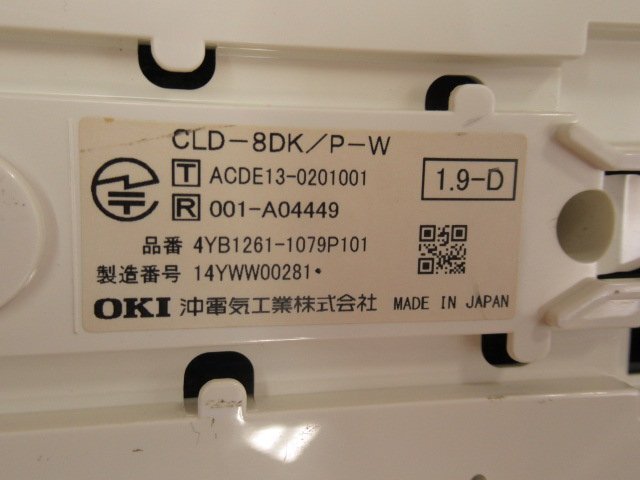 CLD-8DK/P-W
T ACDE13-0201001
1.9-D
R 001-A04449
品番 4YB1261-1079P101
製造番号 14YWW00281
OKI 沖電気工業株式会社 MADE IN JAPAN